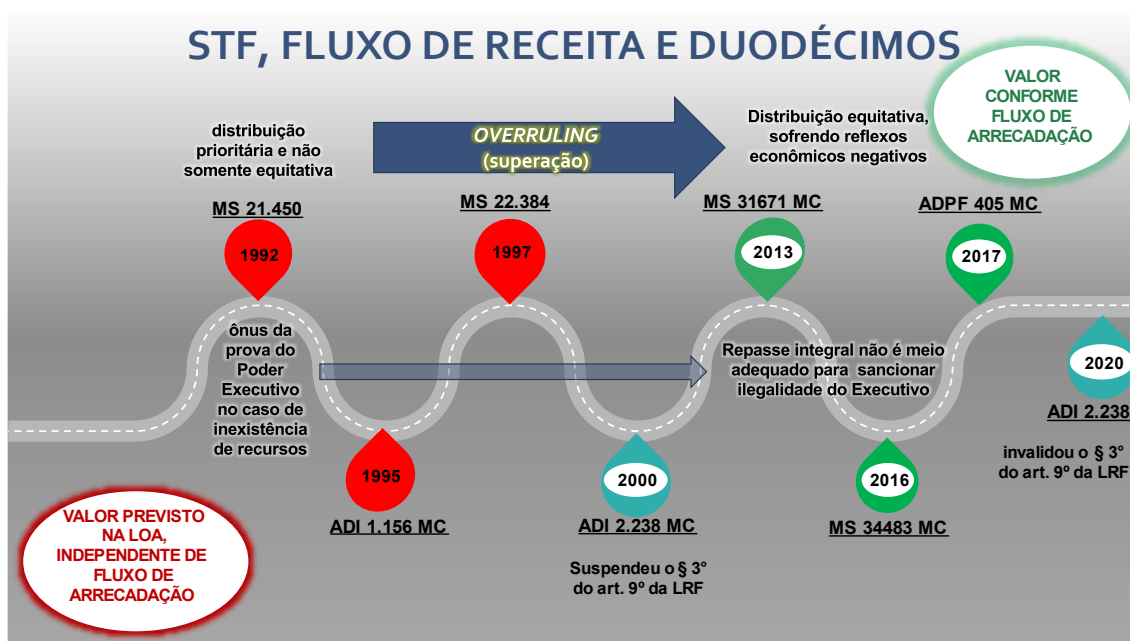 STF, FLUXO DE RECEITA E DUODÉCIMOS
VALOR
CONFORME
FLUXO DE
ARRECADAÇÃO
distribuição
prioritária e não
somente equitativa
OVERRULING
(superação)
Distribuição equitativa,
sofrendo reflexos
econômicos negativos
MS 21.450
MS 22.384
MS 31671 MC
ADPF 405 MC
1992
1997
2013
2017
ônus da
prova do
Poder
Executivo
no caso de
inexistência
de recursos
Repasse integral não é meio
adequado para sancionar
ilegalidade do Executivo
2020
ADI 2.238
invalidou o § 3°
do art. 9º da LRF
1995
2000
2016
ADI 1.156 MC
ADI 2.238 MC
MS 34483 MC
Suspendeu o § 3°
do art. 9º da LRF
VALOR PREVISTO
NA LOA,
INDEPENDENTE DE
FLUXO DE
ARRECADAÇÃO